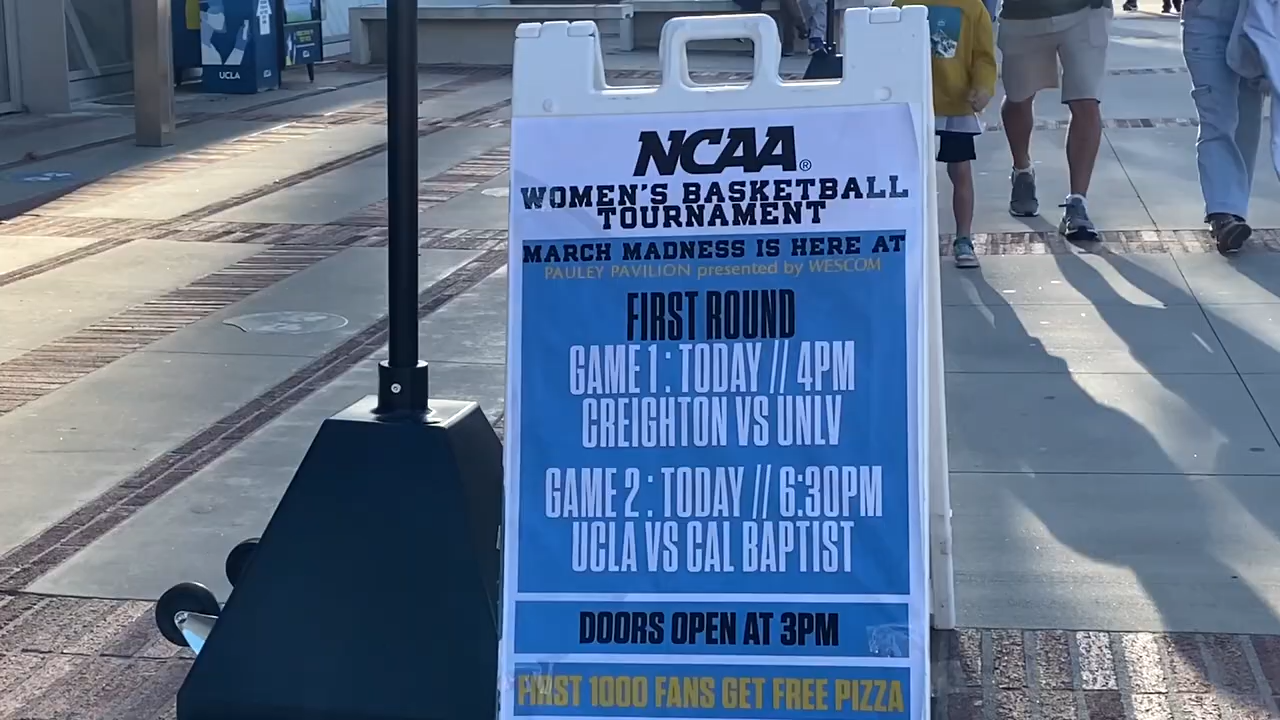 UCLA
NCAA®
WOMEN'S BASKETBALL
TOURNAMENT
MARCH MADNESS IS HERE AT
PAULEY PAVILION presented by WESCOM
FIRST ROUND
GAME 1: TODAY // 4PM
CREIGHTON VS UNLV
GAME 2: TODAY // 6:30PM
UCLA VS CAL BAPTIST
DOORS OPEN AT 3PM
FIRST 1000 FANS GET FREE PIZZA